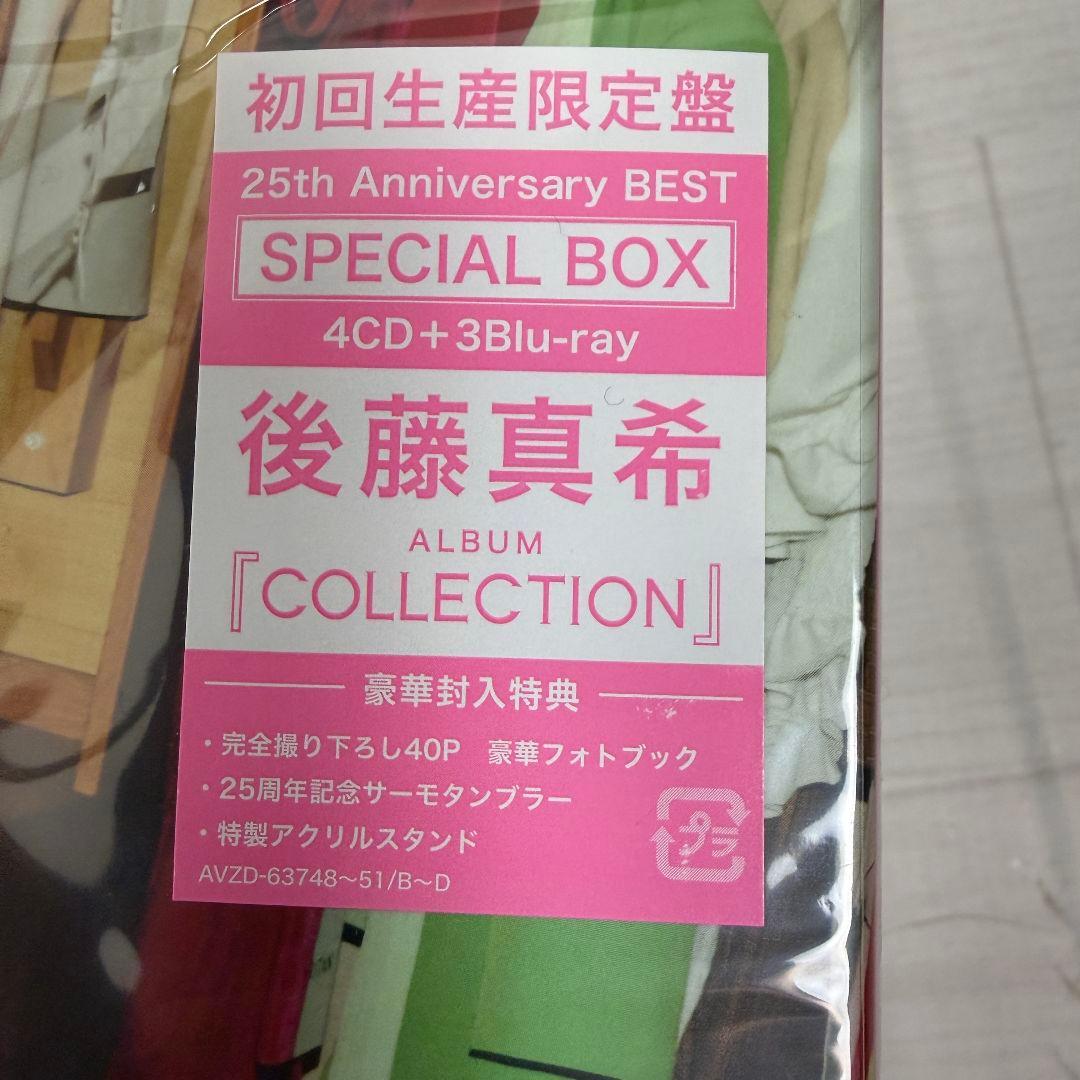 初回生産限定盤
25th Anniversary BEST
SPECIAL BOX
4CD＋3Blu-ray
後藤真希
ALBUM
『COLLECTION』
豪華封入特典
・完全撮り下ろし40P　豪華フォトブック
・25周年記念サーモタンブラー
・特製アクリルスタンド
プラ
AVZD-63748〜51/B〜D